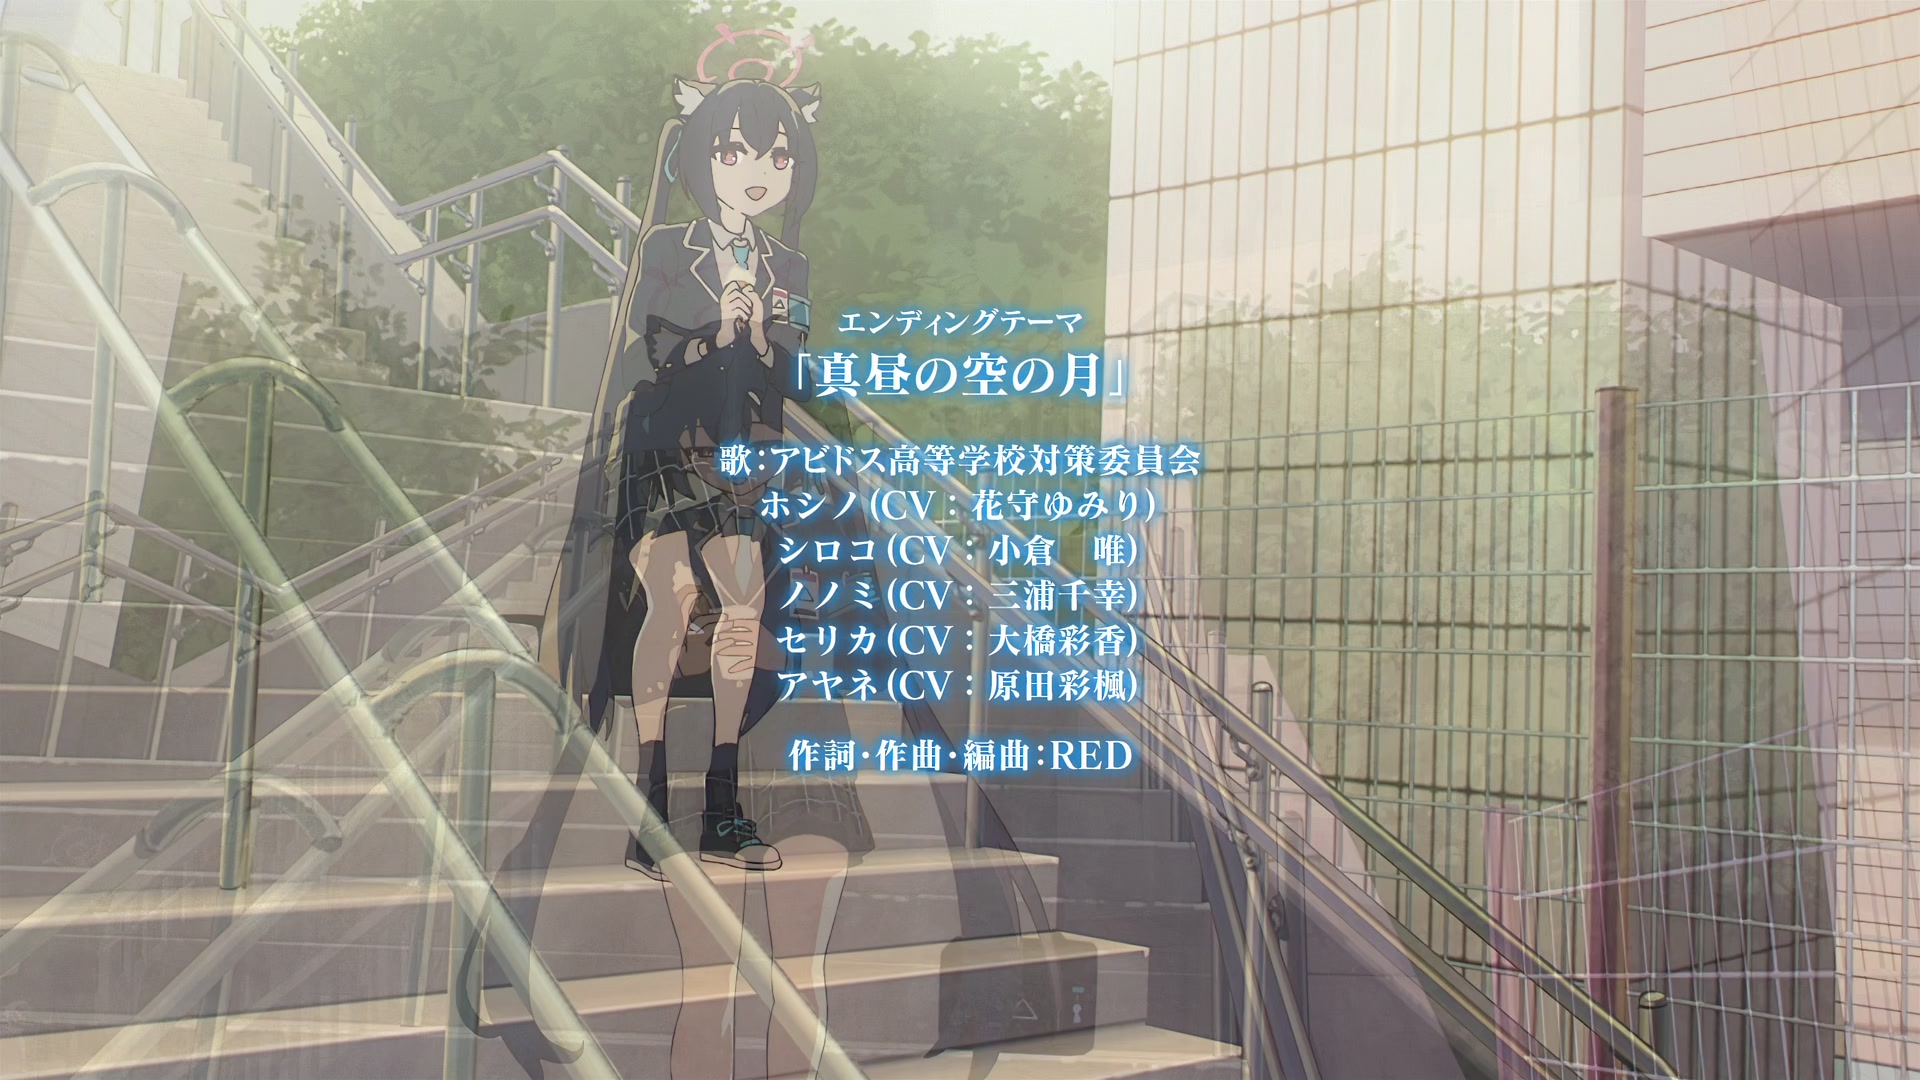 エンディングテーマ
「真昼の空の月」
歌:アビドス高等学校対策委員会
ホシノ(CV:花守ゆみり)
シロコ(CV:小倉　唯)
ノノミ(CV:三浦千幸)
セリカ(CV:大橋彩香)
アヤネ(CV:原田彩楓)
作詞・作曲・編曲:RED